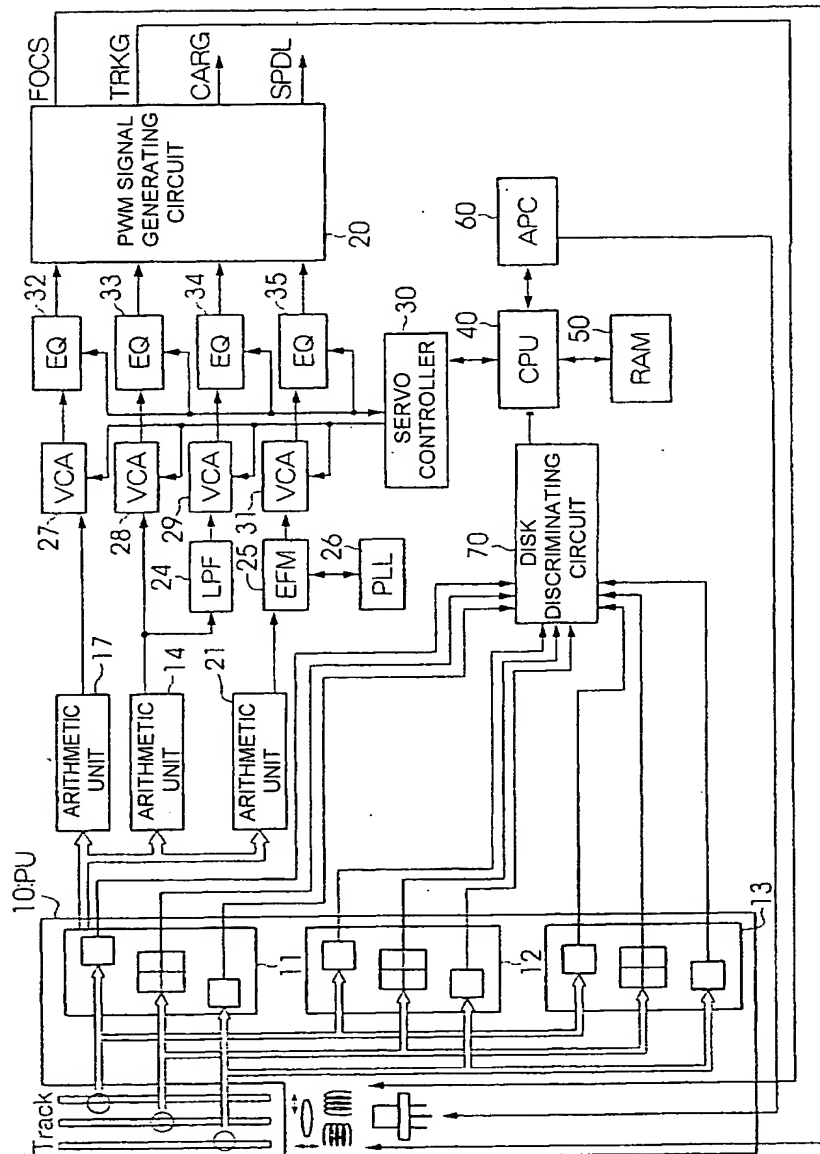 FOCS
TRKG
CARG
SPDL
PWM SIGNAL
GENERATING
CIRCUIT
20
32
EQ
33
EQ
34
EQ
35
EQ
27
VCA
28
VCA
29
VCA
31
VCA
24
LPF
25
EFM
26
PLL
30
SERVO
CONTROLLER
40
CPU
50
RAM
60
APC
70
DISK
DISCRIMINATING
CIRCUIT
17
ARITHMETIC
UNIT
14
ARITHMETIC
UNIT
21
ARITHMETIC
UNIT
10:PU
11
12
13
Track